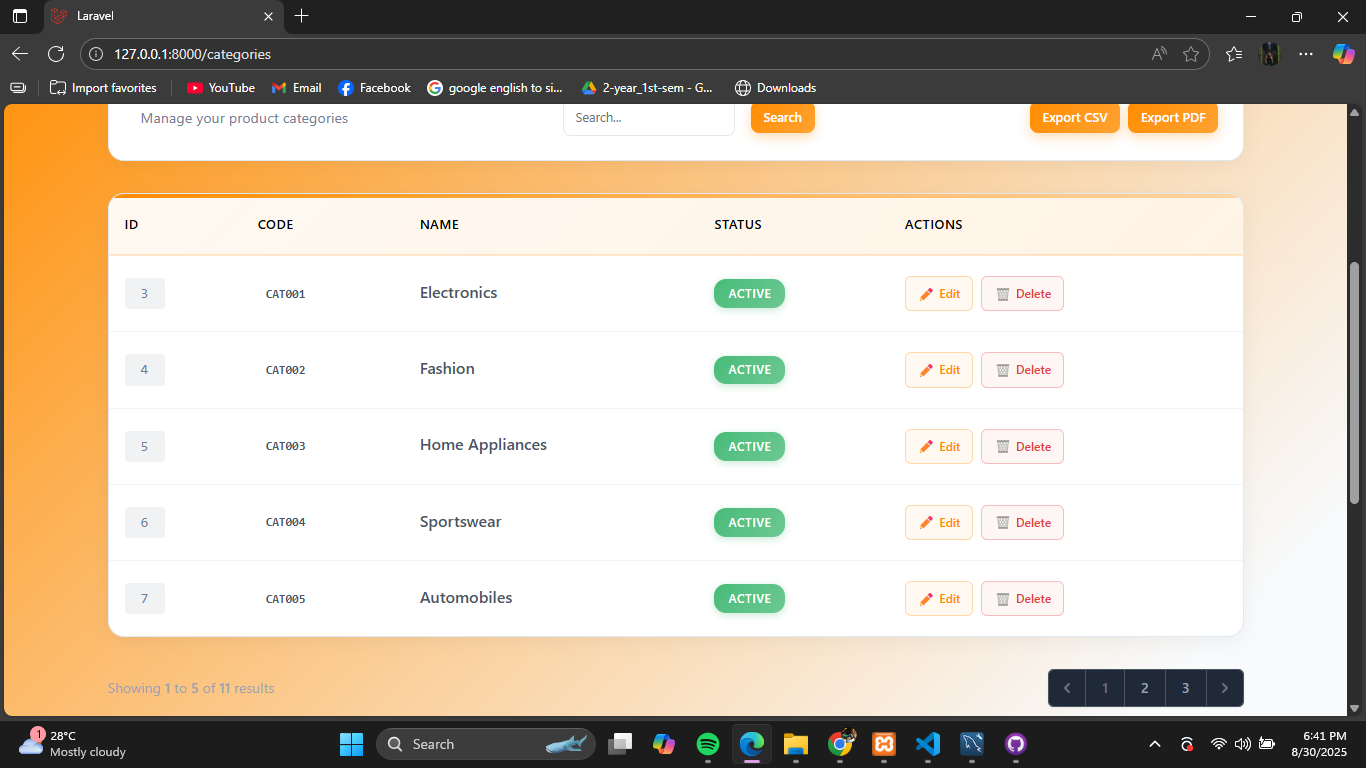 Laravel
127.0.0.1:8000/categories
Import favorites YouTube Email Facebook google english to si... 2-year_1st-sem - G... Downloads
Manage your product categories Search... Search Export CSV Export PDF
ID CODE NAME STATUS ACTIONS
3 CAT001 Electronics ACTIVE Edit Delete
4 CAT002 Fashion ACTIVE Edit Delete
5 CAT003 Home Appliances ACTIVE Edit Delete
6 CAT004 Sportswear ACTIVE Edit Delete
7 CAT005 Automobiles ACTIVE Edit Delete
Showing 1 to 5 of 11 results 1 2 3
1 28°C Search 6:41 PM
Mostly cloudy 8/30/2025